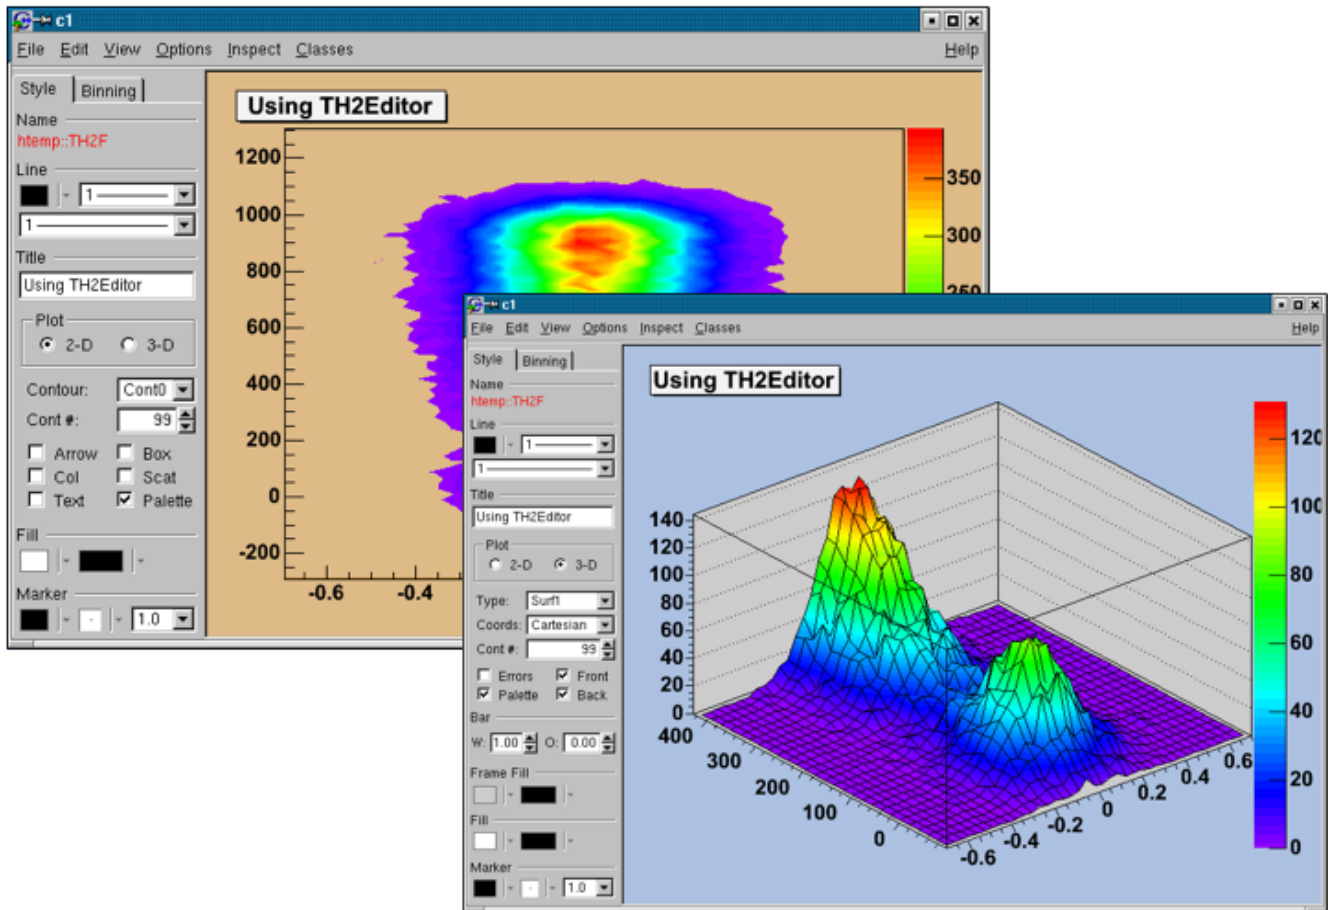 c1
File Edit View Options Inspect Classes Help
Style Binning
Name
htemp::TH2F
Line
1
1
Title
Using TH2Editor
Plot
2-D 3-D
Contour: Cont0
Cont #: 99
Arrow Box
Col Scat
Text Palette
Fill
Marker
1.0
Using TH2Editor
1200
1000
800
600
400
200
0
-200
-0.6 -0.4
350
300
250
c1
File Edit View Options Inspect Classes Help
Style Binning
Name
htemp::TH2F
Line
1
1
Title
Using TH2Editor
Plot
2-D 3-D
Type: Surf1
Coords: Cartesian
Cont #: 99
Errors Front
Palette Back
Bar
W: 1.00 O: 0.00
Frame Fill
Fill
Marker
1.0
Using TH2Editor
140
120
100
80
60
40
20
0
400
300
200
100
0
-0.6 -0.4 -0.2 0 0.2 0.4 0.6
120
100
80
60
40
20
0